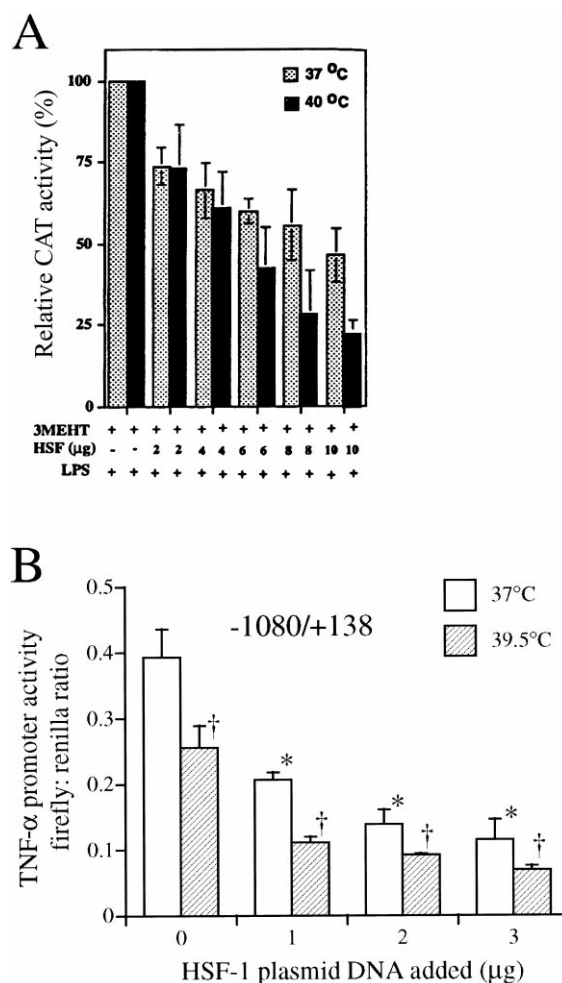 A
Relative CAT activity (%)
100
75
50
25
0
37 °C
40 °C
3MEHT + + + + + + + + + + + +
HSF (µg) - - 2 2 4 4 6 6 8 8 10 10
LPS + + + + + + + + + + + +
B
TNF-α promoter activity
firefly: renilla ratio
0.5
0.4
0.3
0.2
0.1
0
-1080/+138
37°C
39.5°C
†
*
†
*
†
*
†
0 1 2 3
HSF-1 plasmid DNA added (µg)